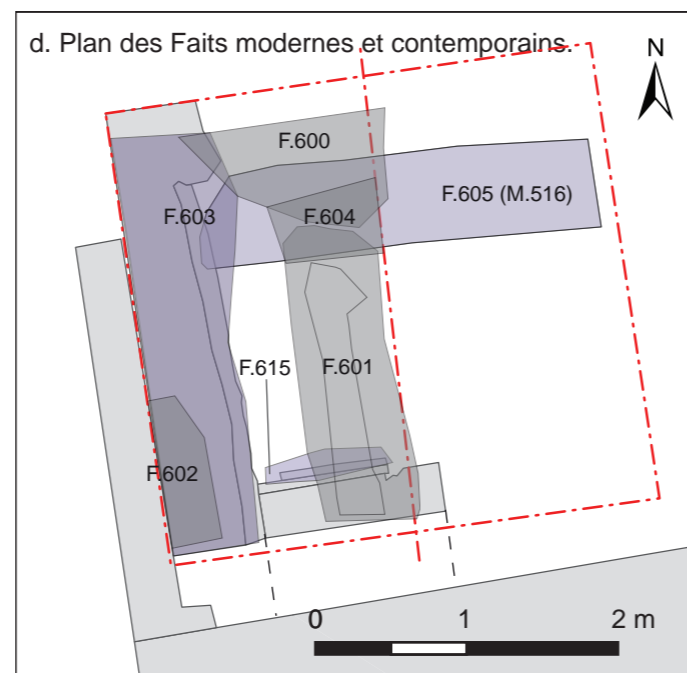 d. Plan des Faits modernes et contemporains.
N
F.600
F.603
F.604
F.605 (M.516)
F.615
F.601
F.602
0 1 2 m